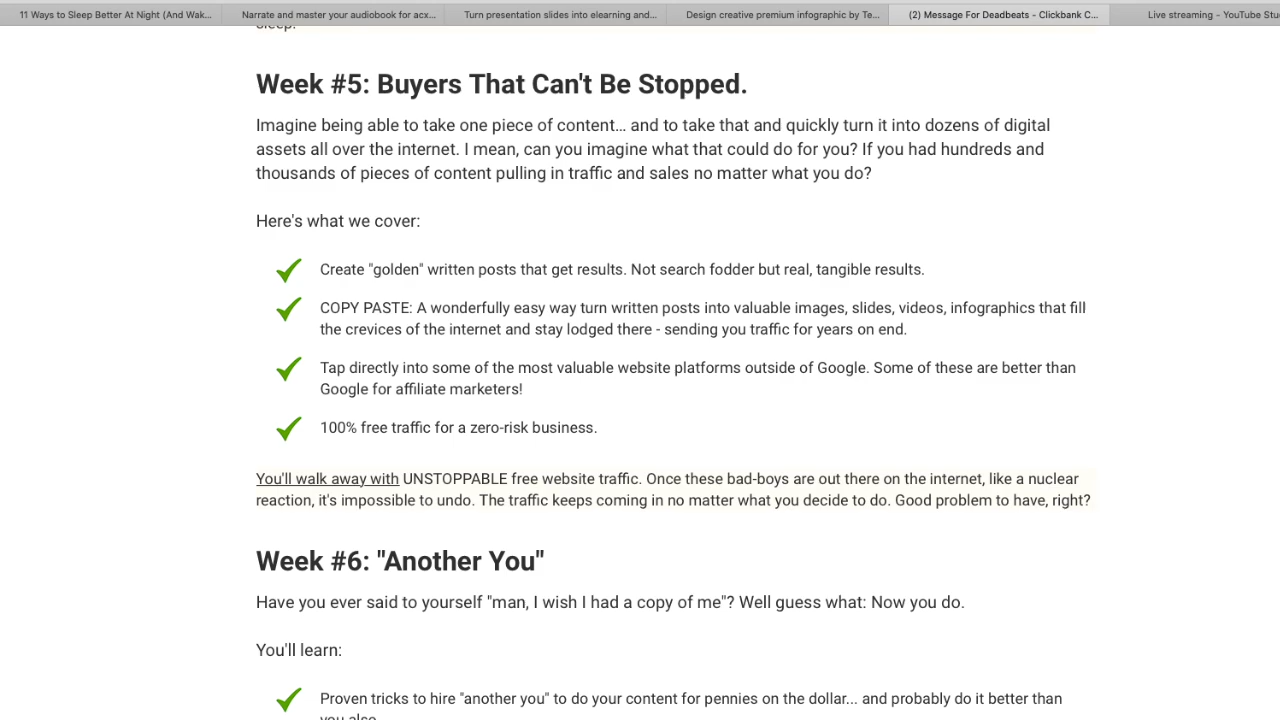 11 Ways to Sleep Better At Night (And Wak...
Narrate and master your audiobook for acx...
Turn presentation slides into elearning and...
Design creative premium infographic by Te...
(2) Message For Deadbeats - Clickbank C...
Live streaming - YouTube Stu
sleep.
Week #5: Buyers That Can't Be Stopped.
Imagine being able to take one piece of content… and to take that and quickly turn it into dozens of digital
assets all over the internet. I mean, can you imagine what that could do for you? If you had hundreds and
thousands of pieces of content pulling in traffic and sales no matter what you do?
Here's what we cover:
Create "golden" written posts that get results. Not search fodder but real, tangible results.
COPY PASTE: A wonderfully easy way turn written posts into valuable images, slides, videos, infographics that fill
the crevices of the internet and stay lodged there - sending you traffic for years on end.
Tap directly into some of the most valuable website platforms outside of Google. Some of these are better than
Google for affiliate marketers!
100% free traffic for a zero-risk business.
You'll walk away with UNSTOPPABLE free website traffic. Once these bad-boys are out there on the internet, like a nuclear
reaction, it's impossible to undo. The traffic keeps coming in no matter what you decide to do. Good problem to have, right?
Week #6: "Another You"
Have you ever said to yourself "man, I wish I had a copy of me"? Well guess what: Now you do.
You'll learn:
Proven tricks to hire "another you" to do your content for pennies on the dollar... and probably do it better than
you also